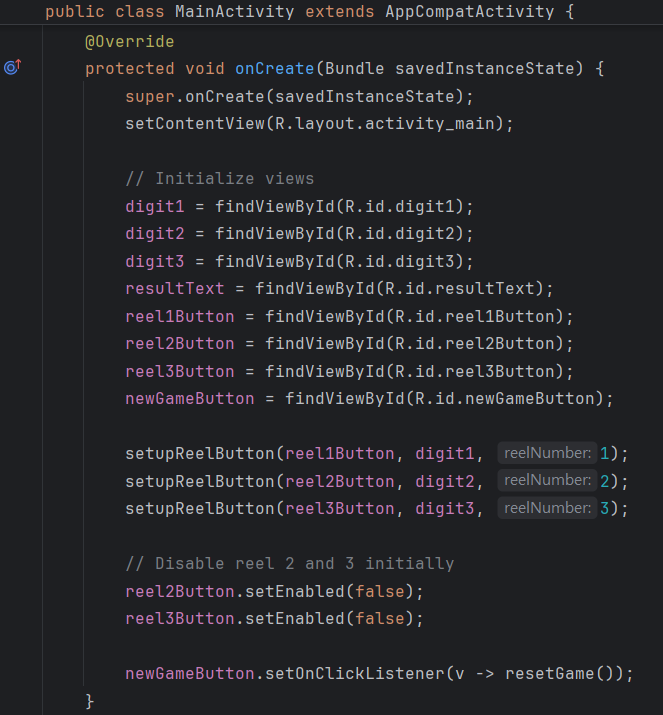 public class MainActivity extends AppCompatActivity {
@Override
protected void onCreate(Bundle savedInstanceState) {
super.onCreate(savedInstanceState);
setContentView(R.layout.activity_main);
// Initialize views
digit1 = findViewById(R.id.digit1);
digit2 = findViewById(R.id.digit2);
digit3 = findViewById(R.id.digit3);
resultText = findViewById(R.id.resultText);
reel1Button = findViewById(R.id.reel1Button);
reel2Button = findViewById(R.id.reel2Button);
reel3Button = findViewById(R.id.reel3Button);
newGameButton = findViewById(R.id.newGameButton);
setupReelButton(reel1Button, digit1, reelNumber: 1);
setupReelButton(reel2Button, digit2, reelNumber: 2);
setupReelButton(reel3Button, digit3, reelNumber: 3);
// Disable reel 2 and 3 initially
reel2Button.setEnabled(false);
reel3Button.setEnabled(false);
newGameButton.setOnClickListener(v -> resetGame());
}